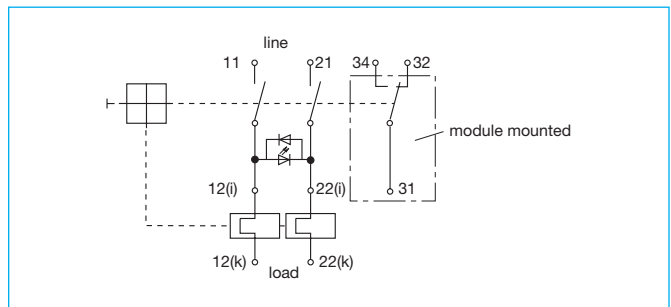 line
11 21 34 32
module mounted
12(i) 22(i) 31
12(k) 22(k)
load